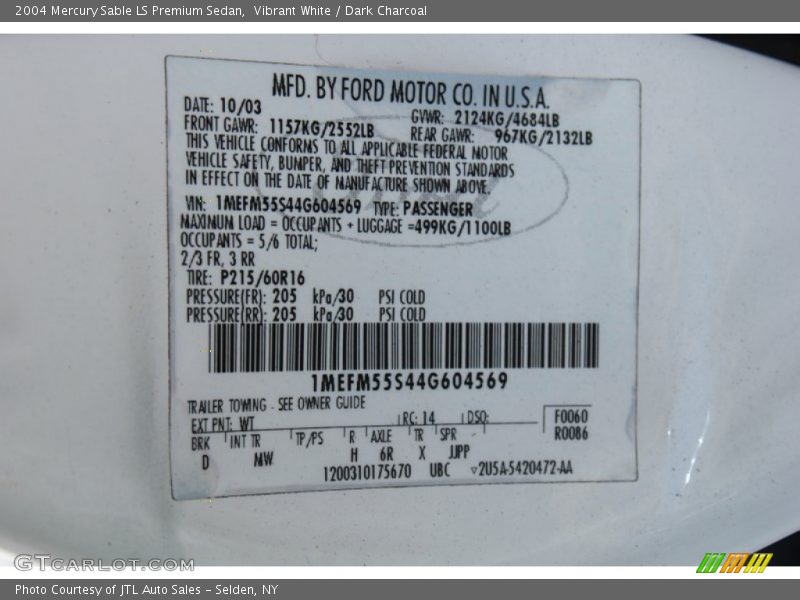 2004 Mercury Sable LS Premium Sedan,  Vibrant White / Dark Charcoal
MFD. BY FORD MOTOR CO. IN U.S.A.
DATE: 10/03 GVWR: 2124KG/4684LB
FRONT GAWR: 1157KG/2552LB REAR GAWR: 967KG/2132LB
THIS VEHICLE CONFORMS TO ALL APPLICABLE FEDERAL MOTOR
VEHICLE SAFETY, BUMPER, AND THEFT PREVENTION STANDARDS
IN EFFECT ON THE DATE OF MANUFACTURE SHOWN ABOVE.
VIN: 1MEFM55S44G604569 TYPE: PASSENGER
MAXIMUM LOAD = OCCUPANTS + LUGGAGE =499KG/1100LB
OCCUPANTS = 5/6 TOTAL;
2/3 FR, 3 RR
TIRE: P215/60R16
PRESSURE(FR): 205 kPa/30 PSI COLD
PRESSURE(RR): 205 kPa/30 PSI COLD
1MEFM55S44G604569
TRAILER TOWING - SEE OWNER GUIDE
EXT PNT: WT RC: 14 DSO: F0060
R0086
BRK INT TR TP/PS R AXLE TR SPR
D MW H 6R X JJPP
1200310175670 UBC ▿2U5A-5420472-AA
GTcarlot.com
Photo Courtesy of JTL Auto Sales - Selden, NY